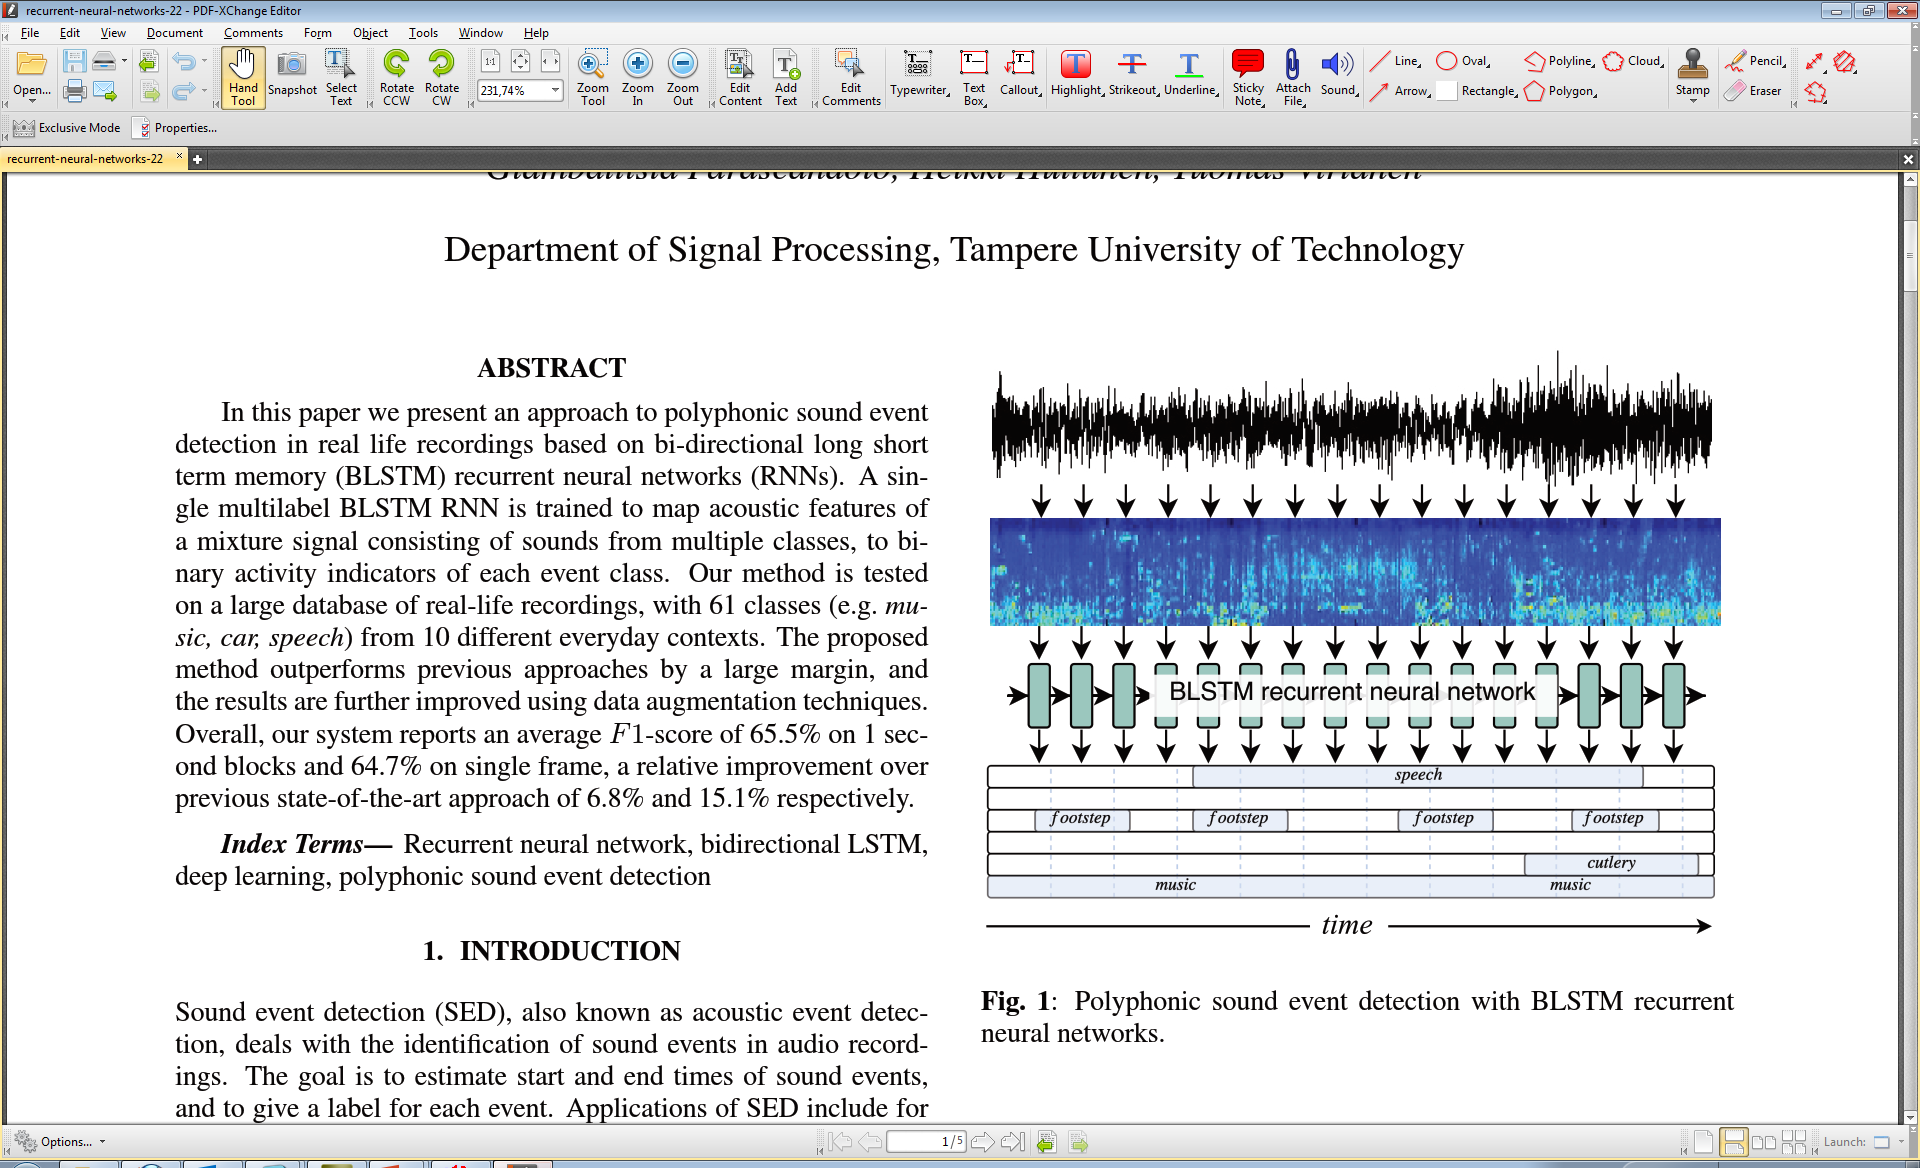 recurrent-neural-networks-22 - PDF-XChange Editor
File Edit View Document Comments Form Object Tools Window Help
Open... Hand Tool Snapshot Select Text Rotate CCW Rotate CW 1:1 231,74% Zoom Tool Zoom In Zoom Out Edit Content Add Text Edit Comments Typewriter Text Box Callout Highlight Strikeout Underline Sticky Note Attach File Sound Line Arrow Oval Rectangle Polyline Polygon Cloud Stamp Pencil Eraser
Exclusive Mode Properties...
recurrent-neural-networks-22
Department of Signal Processing, Tampere University of Technology
ABSTRACT
In this paper we present an approach to polyphonic sound event
detection in real life recordings based on bi-directional long short
term memory (BLSTM) recurrent neural networks (RNNs). A sin-
gle multilabel BLSTM RNN is trained to map acoustic features of
a mixture signal consisting of sounds from multiple classes, to bi-
nary activity indicators of each event class. Our method is tested
on a large database of real-life recordings, with 61 classes (e.g. mu-
sic, car, speech) from 10 different everyday contexts. The proposed
method outperforms previous approaches by a large margin, and
the results are further improved using data augmentation techniques.
Overall, our system reports an average F1-score of 65.5% on 1 sec-
ond blocks and 64.7% on single frame, a relative improvement over
previous state-of-the-art approach of 6.8% and 15.1% respectively.
Index Terms— Recurrent neural network, bidirectional LSTM,
deep learning, polyphonic sound event detection
1. INTRODUCTION
Sound event detection (SED), also known as acoustic event detec-
tion, deals with the identification of sound events in audio record-
ings. The goal is to estimate start and end times of sound events,
and to give a label for each event. Applications of SED include for
BLSTM recurrent neural network
speech
footstep footstep footstep footstep
cutlery
music music
time
Fig. 1: Polyphonic sound event detection with BLSTM recurrent
neural networks.
Options... 1/5 Launch: